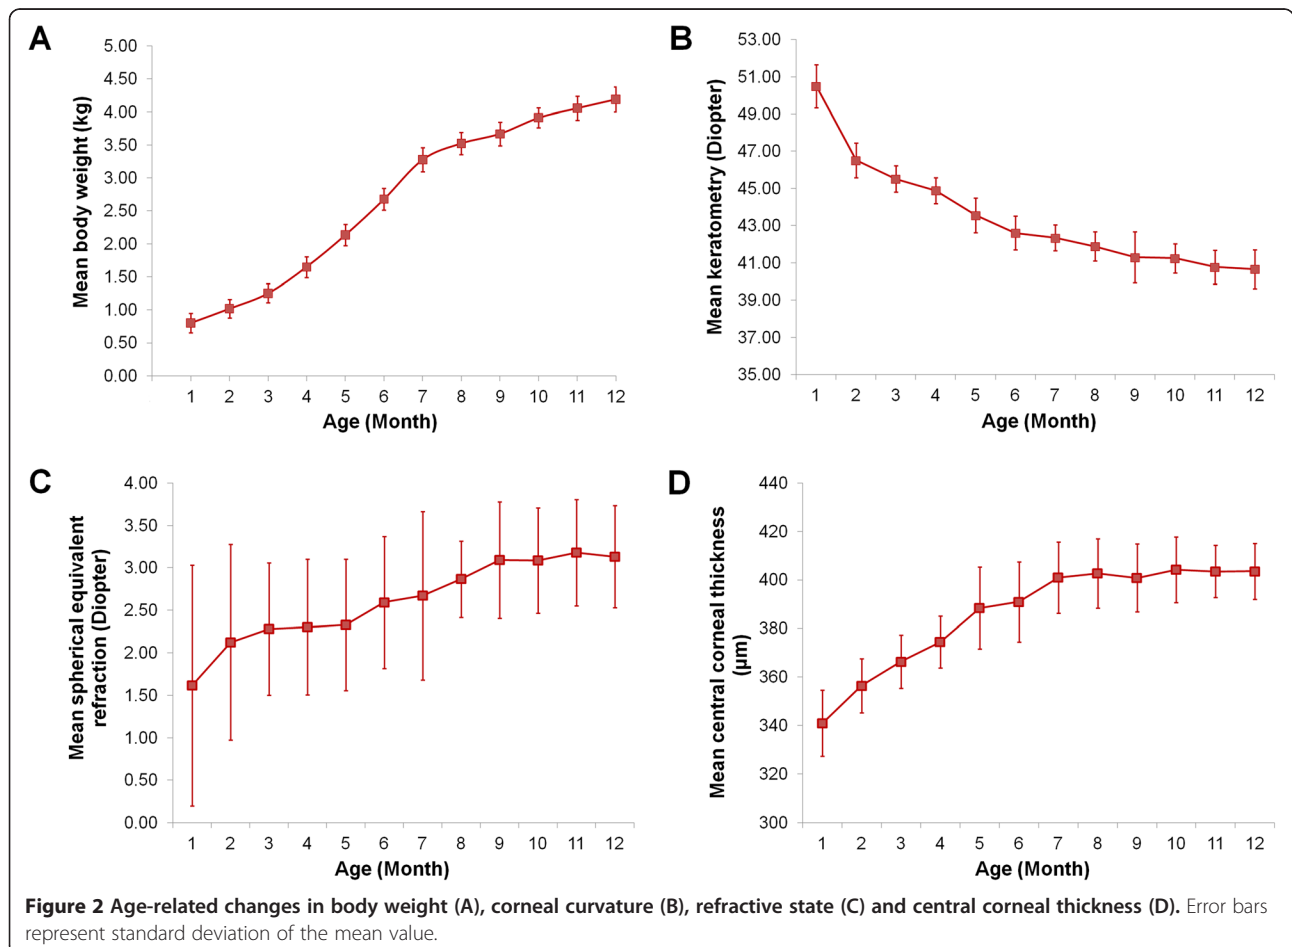 A
Mean body weight (kg)
5.00
4.50
4.00
3.50
3.00
2.50
2.00
1.50
1.00
0.50
0.00
1 2 3 4 5 6 7 8 9 10 11 12
Age (Month)
B
Mean keratometry (Diopter)
53.00
51.00
49.00
47.00
45.00
43.00
41.00
39.00
37.00
35.00
1 2 3 4 5 6 7 8 9 10 11 12
Age (Month)
C
Mean spherical equivalent
refraction (Diopter)
4.00
3.50
3.00
2.50
2.00
1.50
1.00
0.50
0.00
1 2 3 4 5 6 7 8 9 10 11 12
Age (Month)
D
Mean central corneal thickness
(µm)
440
420
400
380
360
340
320
300
1 2 3 4 5 6 7 8 9 10 11 12
Age (Month)
Figure 2 Age-related changes in body weight (A), corneal curvature (B), refractive state (C) and central corneal thickness (D). Error bars
represent standard deviation of the mean value.